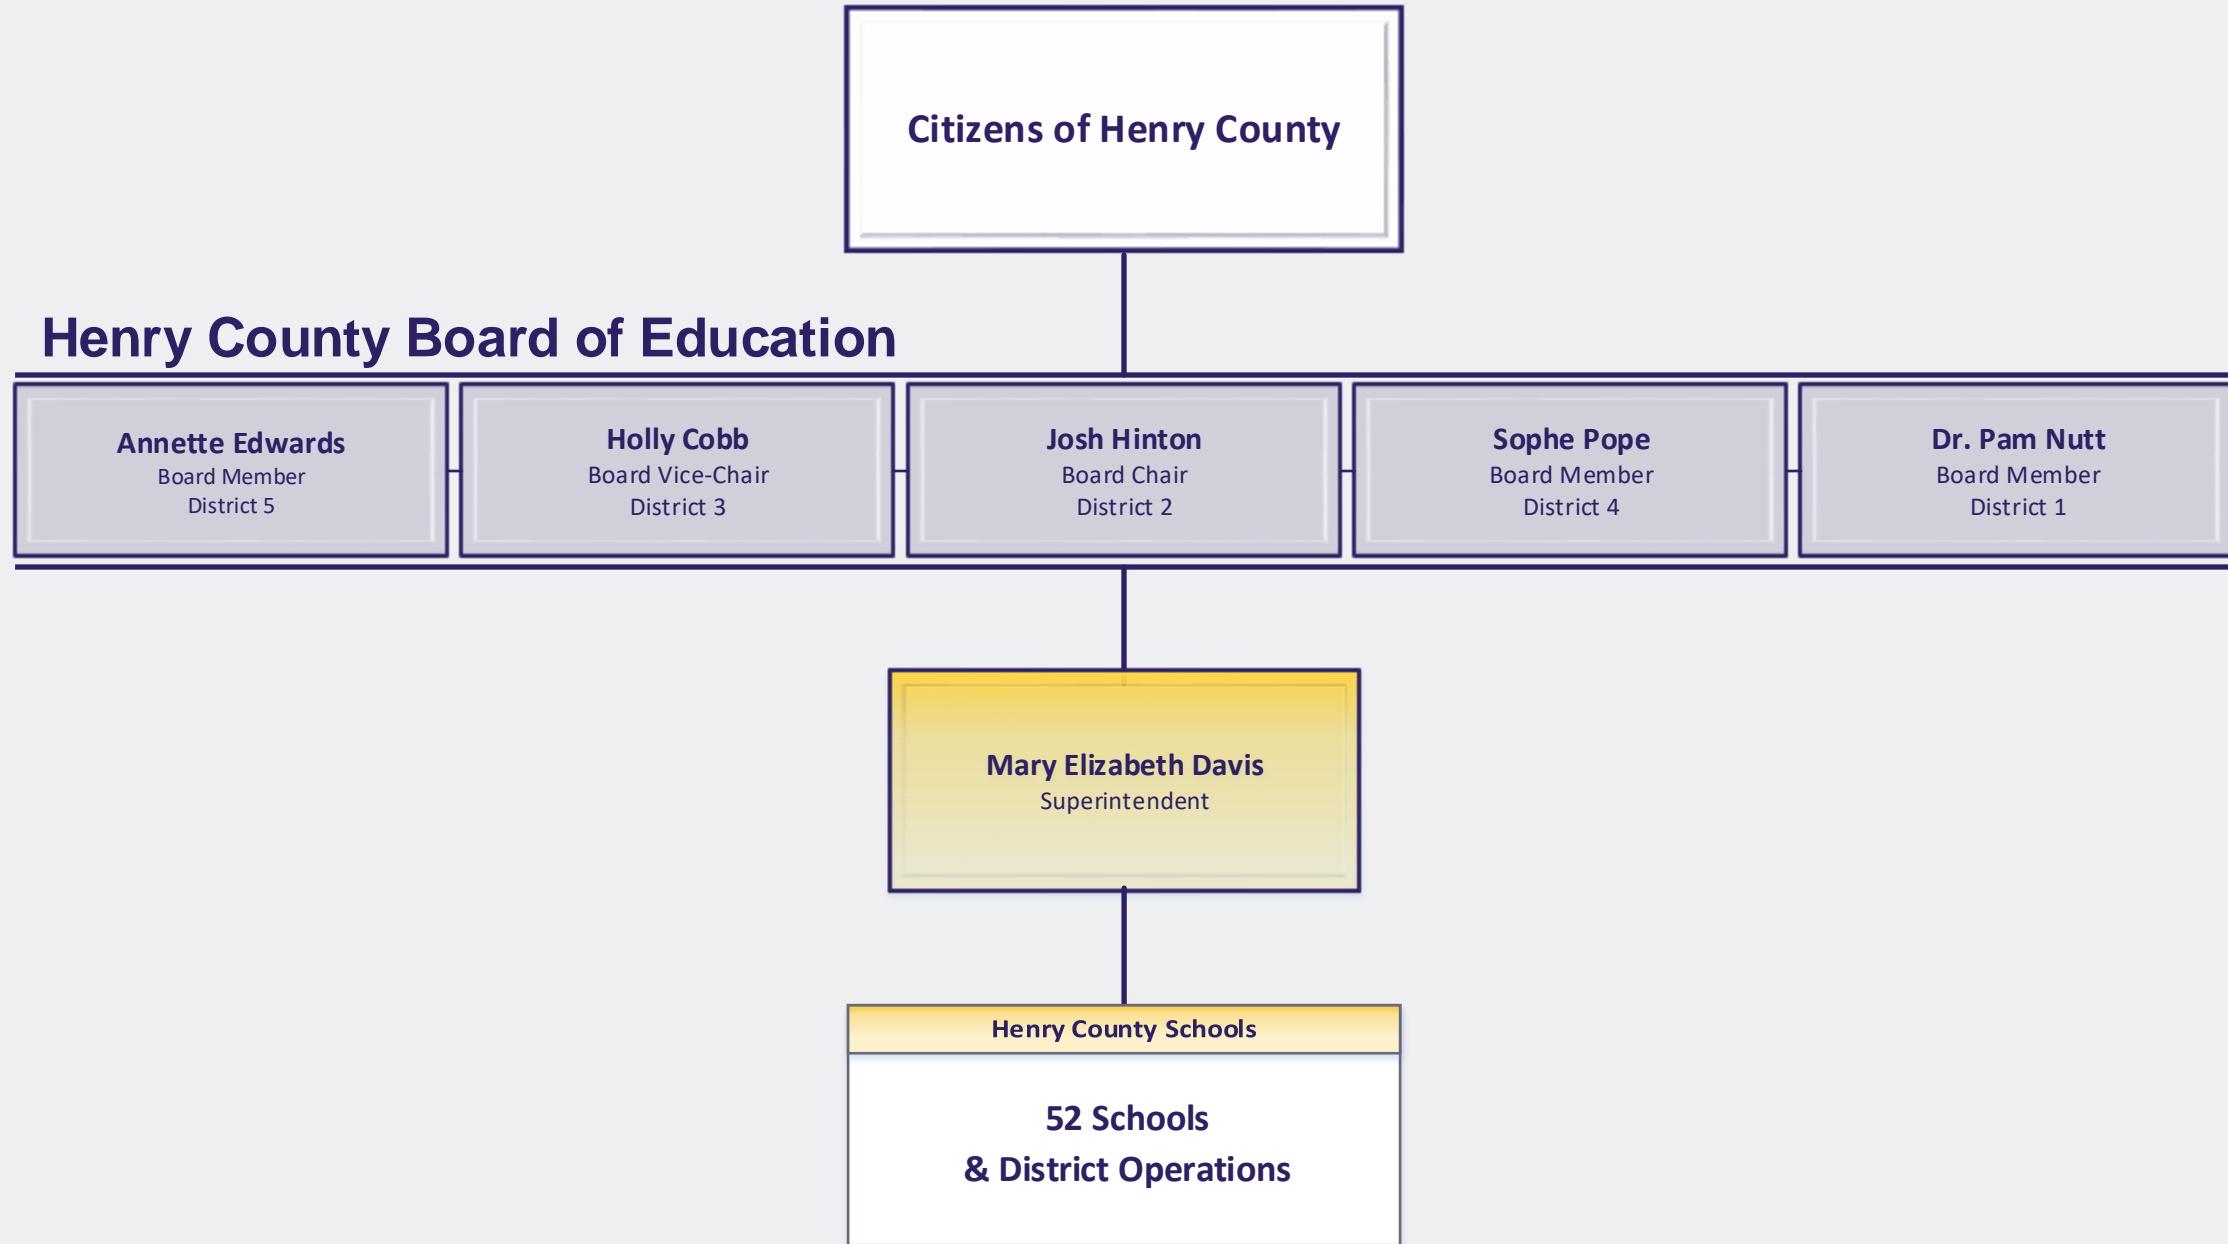 Citizens of Henry County
Henry County Board of Education
Annette Edwards
Board Member
District 5
Holly Cobb
Board Vice-Chair
District 3
Josh Hinton
Board Chair
District 2
Sophe Pope
Board Member
District 4
Dr. Pam Nutt
Board Member
District 1
Mary Elizabeth Davis
Superintendent
Henry County Schools
52 Schools
& District Operations